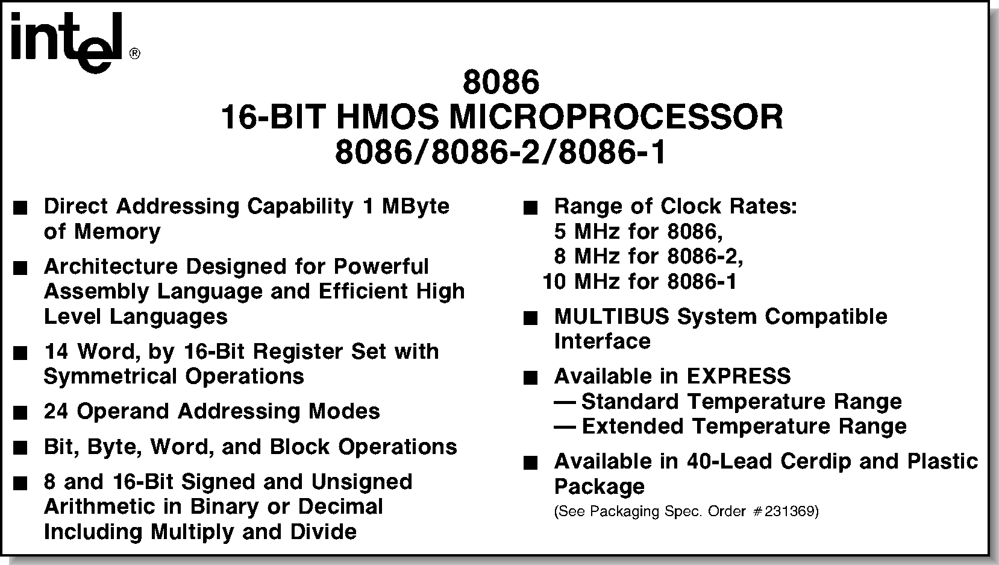 intel®
8086
16-BIT HMOS MICROPROCESSOR
8086/8086-2/8086-1
■ Direct Addressing Capability 1 MByte
of Memory
■ Architecture Designed for Powerful
Assembly Language and Efficient High
Level Languages
■ 14 Word, by 16-Bit Register Set with
Symmetrical Operations
■ 24 Operand Addressing Modes
■ Bit, Byte, Word, and Block Operations
■ 8 and 16-Bit Signed and Unsigned
Arithmetic in Binary or Decimal
Including Multiply and Divide
■ Range of Clock Rates:
5 MHz for 8086,
8 MHz for 8086-2,
10 MHz for 8086-1
■ MULTIBUS System Compatible
Interface
■ Available in EXPRESS
— Standard Temperature Range
— Extended Temperature Range
■ Available in 40-Lead Cerdip and Plastic
Package
(See Packaging Spec. Order #231369)